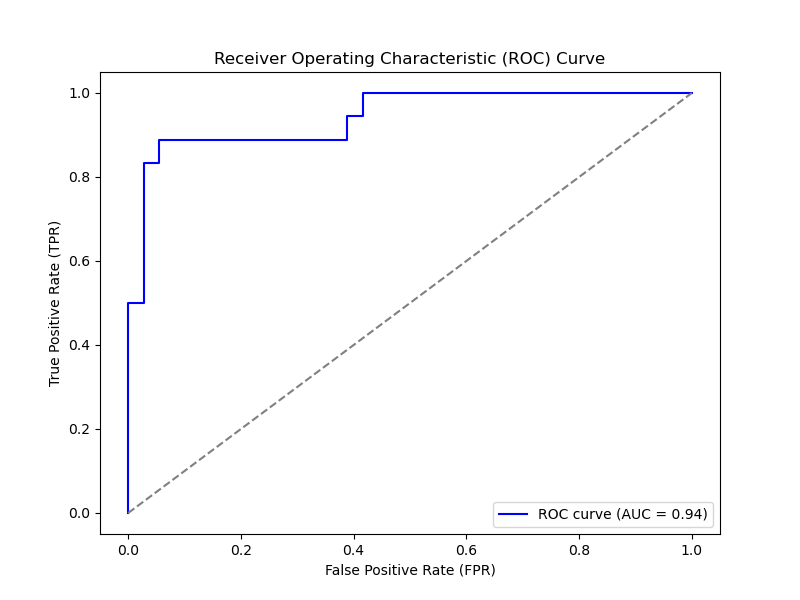 Receiver Operating Characteristic (ROC) Curve
True Positive Rate (TPR)
1.0
0.8
0.6
0.4
0.2
0.0
0.0 0.2 0.4 0.6 0.8 1.0
False Positive Rate (FPR)
ROC curve (AUC = 0.94)